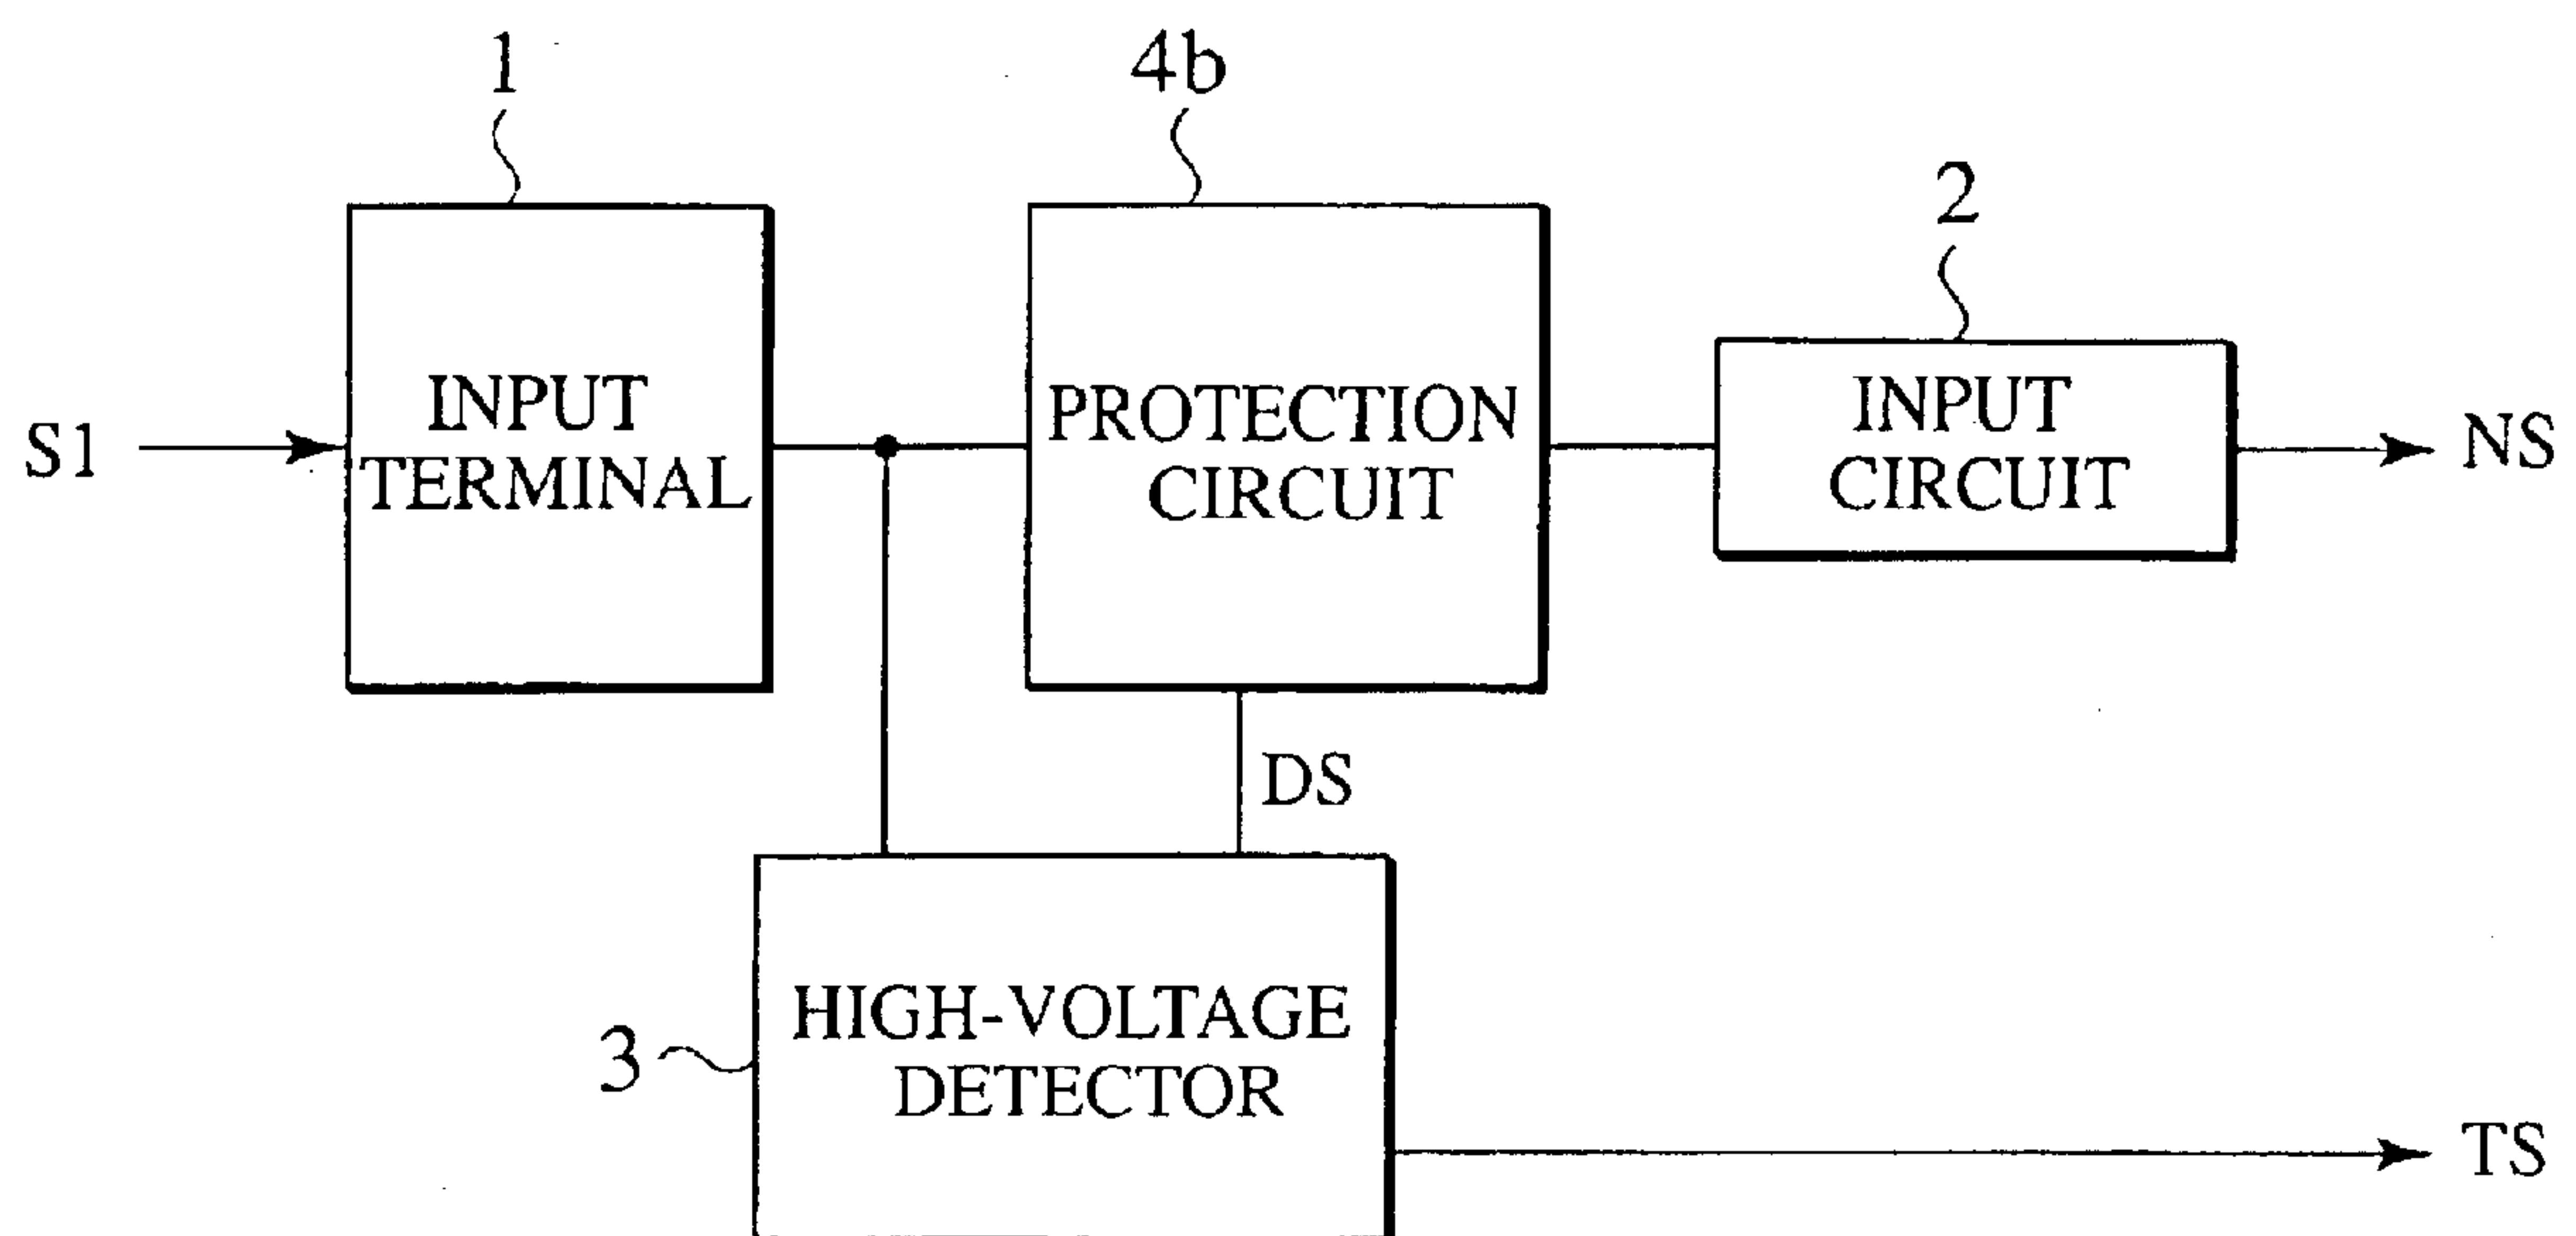 1
4b
2
S1
INPUT
TERMINAL
PROTECTION
CIRCUIT
INPUT
CIRCUIT
NS
DS
3
HIGH-VOLTAGE
DETECTOR
TS